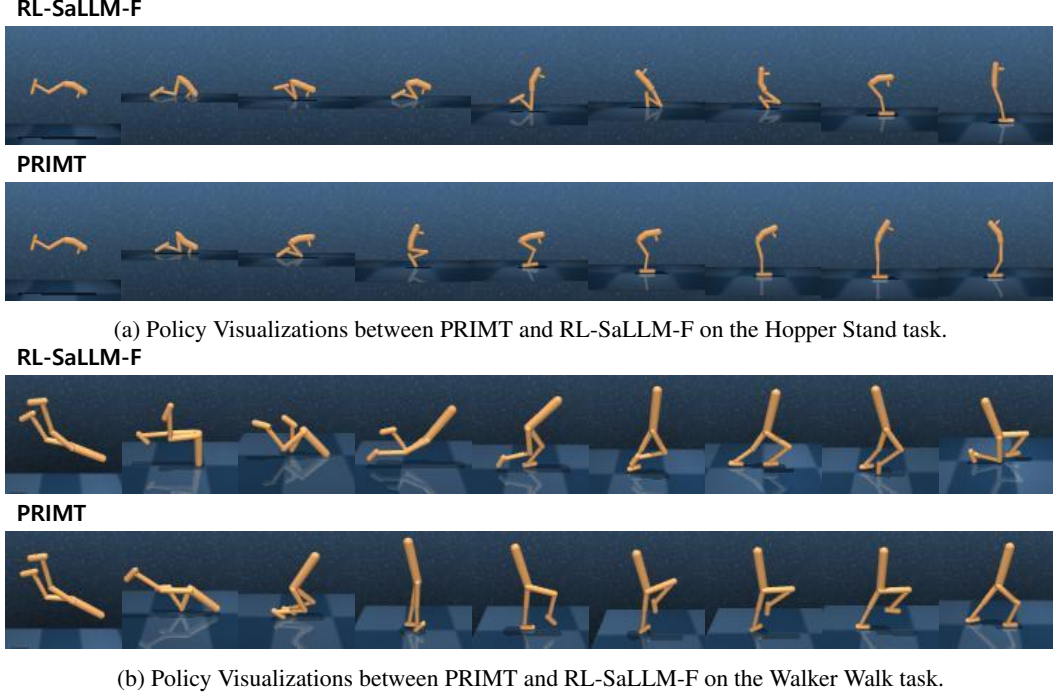 RL-SaLLM-F
PRIMT
(a) Policy Visualizations between PRIMT and RL-SaLLM-F on the Hopper Stand task.
RL-SaLLM-F
PRIMT
(b) Policy Visualizations between PRIMT and RL-SaLLM-F on the Walker Walk task.